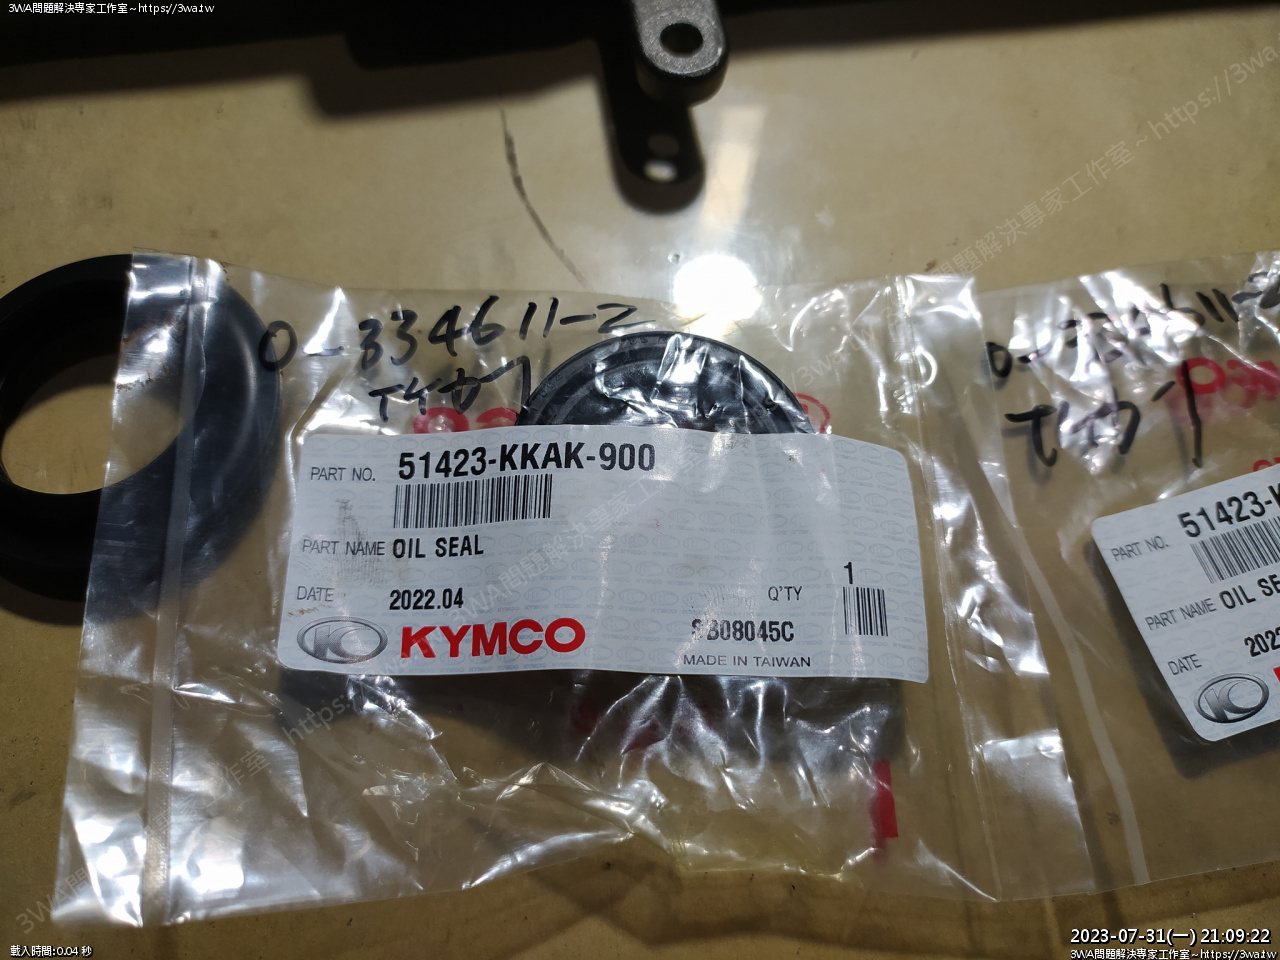 3WA問題解決專家工作室~https://3wa.tw
0-334611-2
PART NO. 51423-KKAK-900
PART NAME OIL SEAL
DATE 2022.04
Q'TY 1
KYMCO
B08045C
MADE IN TAIWAN
PART NO. 51423-K
PART NAME OIL SE
DATE 202
載入時間:0.04 秒
2023-07-31(一) 21:09:22
3WA問題解決專家工作室~https://3wa.tw